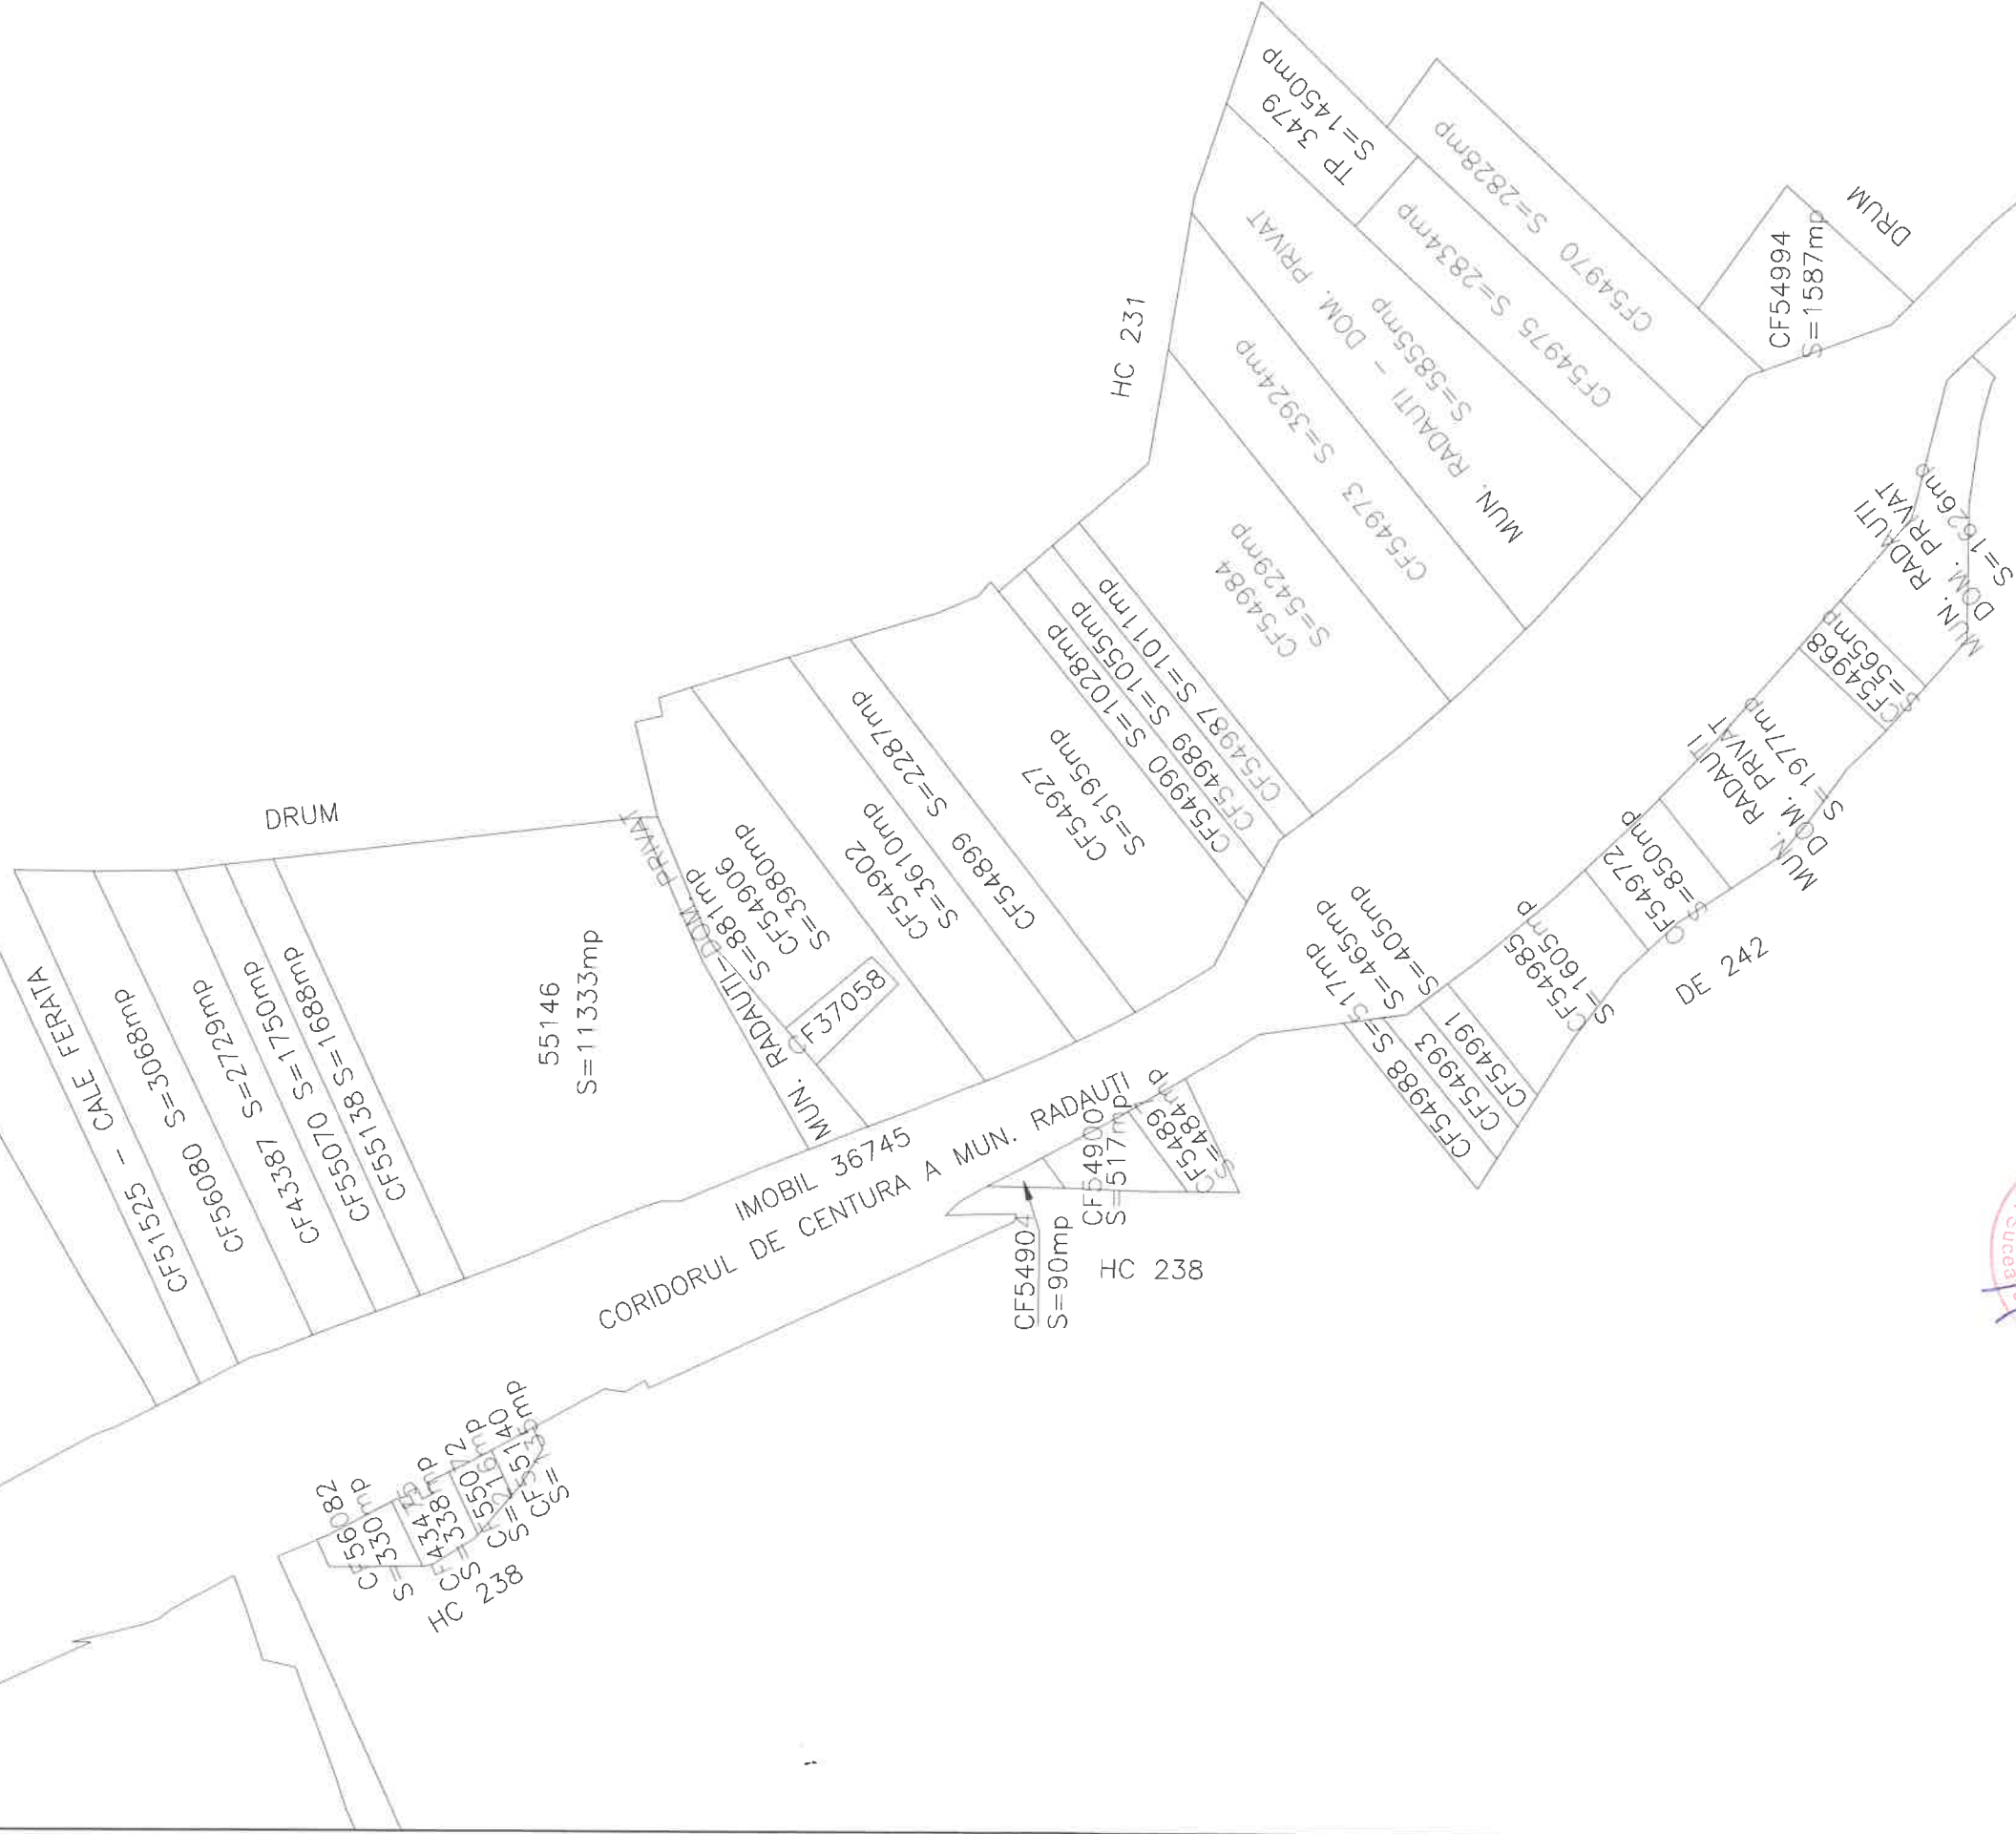 TP 3479
S=1450mp
CF54970 S=2828mp
CF54975 S=2834mp
MUN. RADAUTI - DOM. PRIVAT
S=5855mp
CF54973 S=3924mp
CF54984
S=5429mp
HC 231
CF54994
S=1587mp
DRUM
CF54987 S=1011mp
CF54989 S=1055mp
CF54990 S=1028mp
CF54927
S=5195mp
CF54899 S=2287mp
CF54902
S=3610mp
CF54906
S=3980mp
MUN. RADAUTI-DOM. PRIVAT
S=881mp
CF37058
DRUM
55146
S=11333mp
CF55138 S=1688mp
CF55070 S=1750mp
CF43387 S=2729mp
CF56080 S=3068mp
CF51525 - CALE FERATA
IMOBIL 36745
CORIDORUL DE CENTURA A MUN. RADAUTI
MUN. RADAUTI
DOM. PRIVAT
S=1626mp
CF54968
S=565mp
MUN. RADAUTI
DOM. PRIVAT
S=1977mp
CF54972
S=850mp
CF54985
S=1605mp
DE 242
CF54991 S=405mp
CF54993 S=465mp
CF54988 S=517mp
S=484mp
CF54900
S=517mp
CF54904
S=90mp
HC 238
CF56082
S=330mp
CF55072
S=216mp
CF55140
HC 238
Sucea